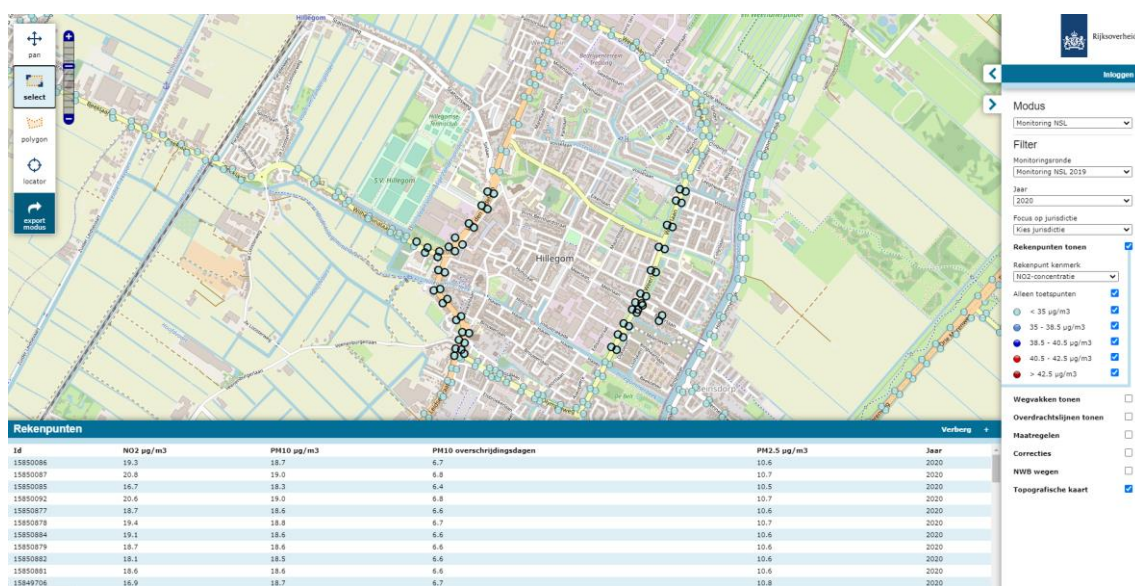 pan
select
polygon
locator
export
modus
Hillegom
S.V. Hillegom
Hillegom
Rijksoverheid
Inloggen
Modus
Monitoring NSL
Filter
Monitoringsronde
Monitoring NSL 2019
Jaar
2020
Focus op jurisdictie
Kies jurisdictie
Rekenpunten tonen
Rekenpunt kenmerk
NO2-concentratie
Alleen toetspunten
< 35 µg/m3
35 - 38.5 µg/m3
38.5 - 40.5 µg/m3
40.5 - 42.5 µg/m3
> 42.5 µg/m3
Wegvakken tonen
Overdrachtslijnen tonen
Maatregelen
Correcties
NWB wegen
Topografische kaart
Rekenpunten Verberg +
Id NO2 µg/m3 PM10 µg/m3 PM10 overschrijdingsdagen PM2.5 µg/m3 Jaar
15850086 19.3 18.7 6.7 10.6 2020
15850087 20.8 19.0 6.8 10.7 2020
15850085 16.7 18.3 6.4 10.5 2020
15850092 20.6 19.0 6.8 10.7 2020
15850877 18.7 18.6 6.6 10.6 2020
15850878 19.4 18.8 6.7 10.7 2020
15850884 19.1 18.6 6.6 10.6 2020
15850879 18.7 18.6 6.6 10.6 2020
15850882 18.1 18.5 6.6 10.6 2020
15850881 18.6 18.6 6.6 10.6 2020
15849706 16.9 18.7 6.7 10.8 2020